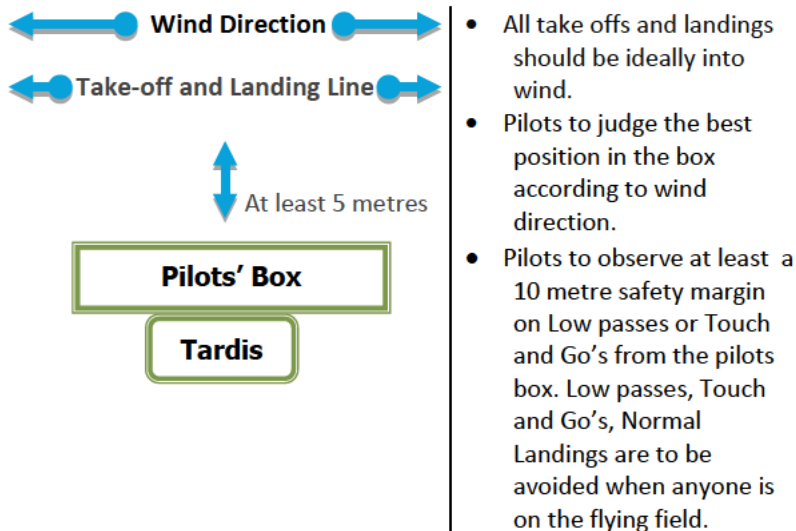 Wind Direction
Take-off and Landing Line
At least 5 metres
Pilots’ Box
Tardis
• All take offs and landings
should be ideally into
wind.
• Pilots to judge the best
position in the box
according to wind
direction.
• Pilots to observe at least a
10 metre safety margin
on Low passes or Touch
and Go’s from the pilots
box. Low passes, Touch
and Go’s, Normal
Landings are to be
avoided when anyone is
on the flying field.